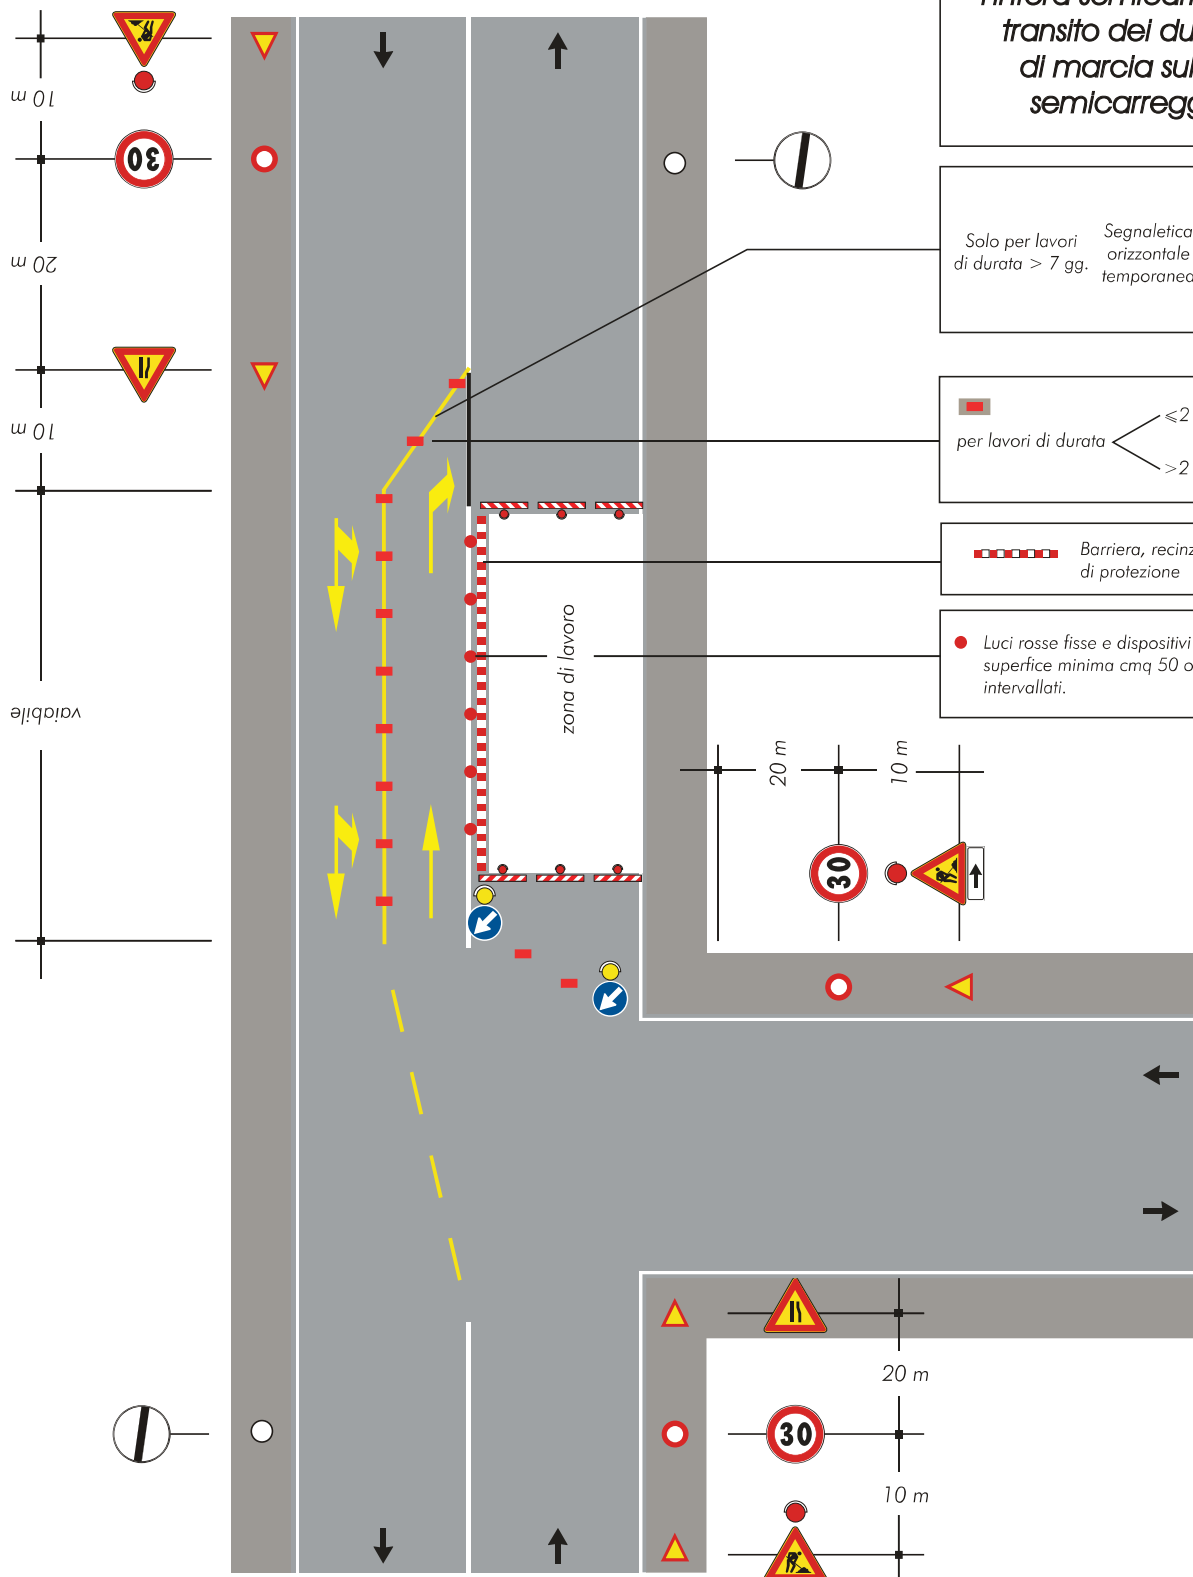 transito dei du
di marcia sul
semicarregg
10 m
30
20 m
10 m
vaiabile
Solo per lavori
di durata > 7 gg.
Segnaletica
orizzontale
temporanea
per lavori di durata
⩽2
>2
Barriera, recinz
di protezione
Luci rosse fisse e dispositivi
superfice minima cmq 50 o
intervallati.
zona di lavoro
20 m
10 m
30
20 m
30
10 m